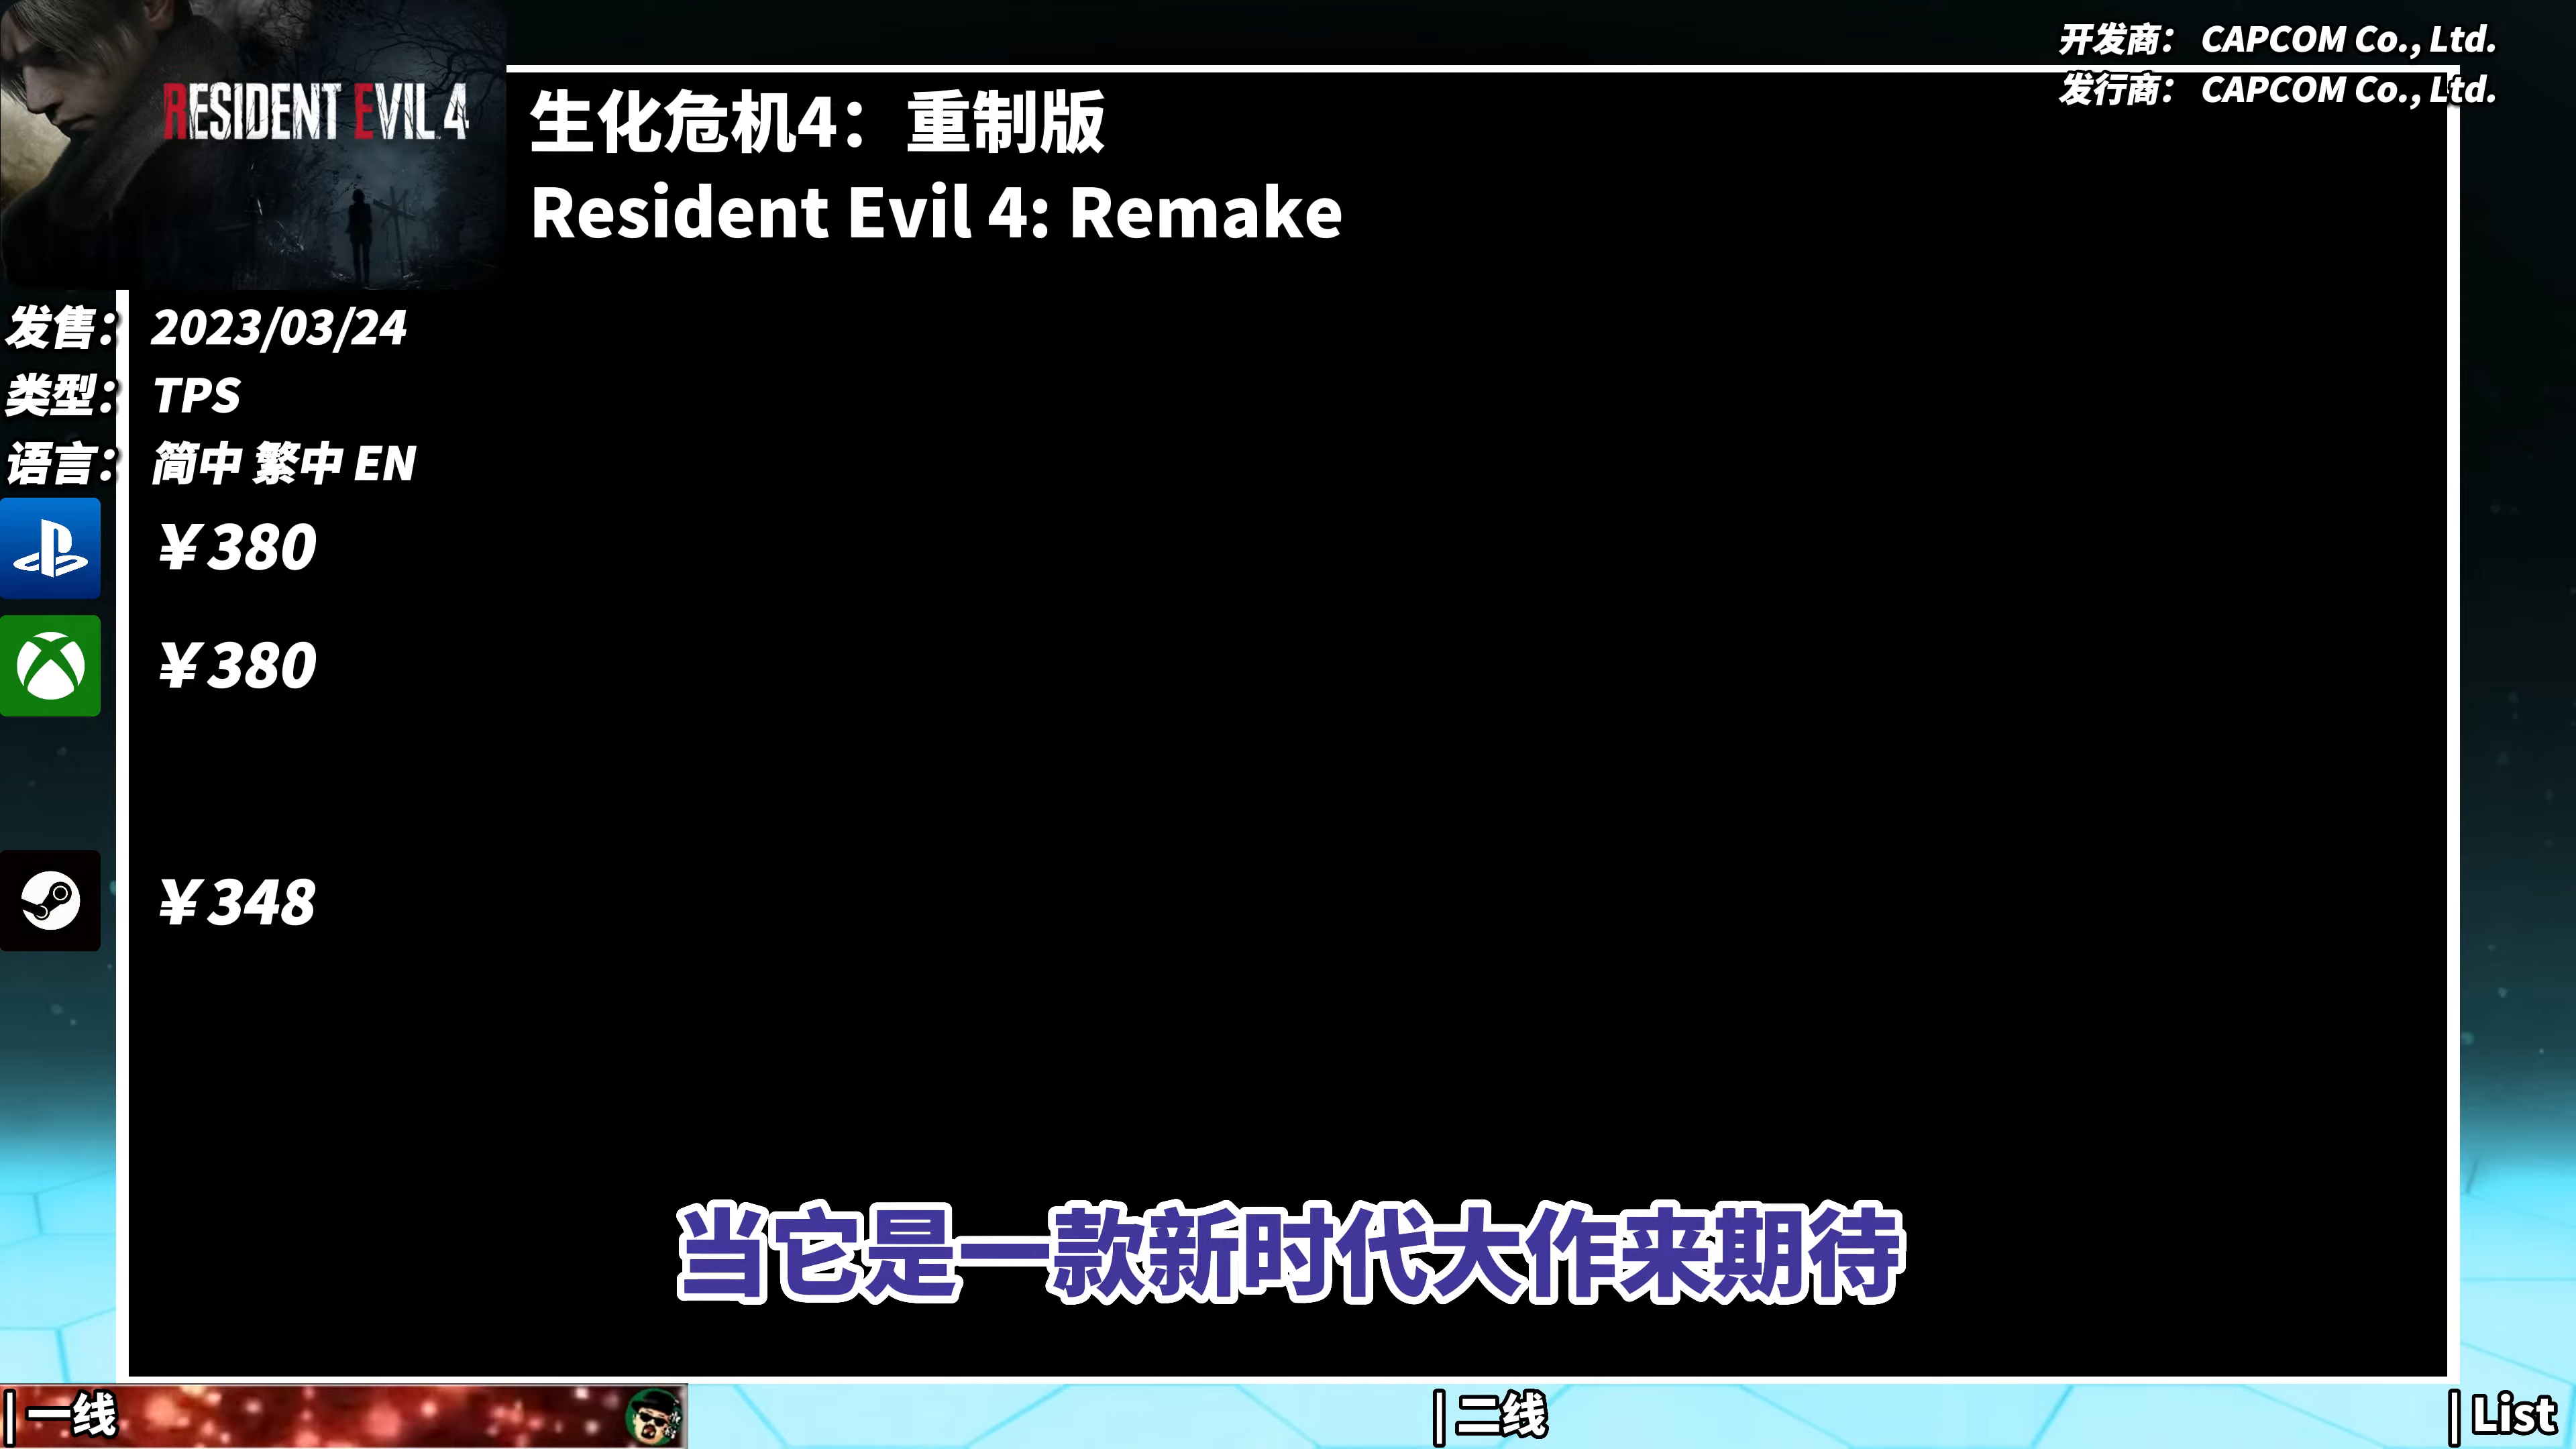 RESIDENT EVIL 4
开发商： CAPCOM Co., Ltd.
发行商： CAPCOM Co., Ltd.
生化危机4：重制版
Resident Evil 4: Remake
发售： 2023/03/24
类型： TPS
语言： 简中 繁中 EN
￥380
￥380
￥348
当它是一款新时代大作来期待
| 一线
| 二线
| List